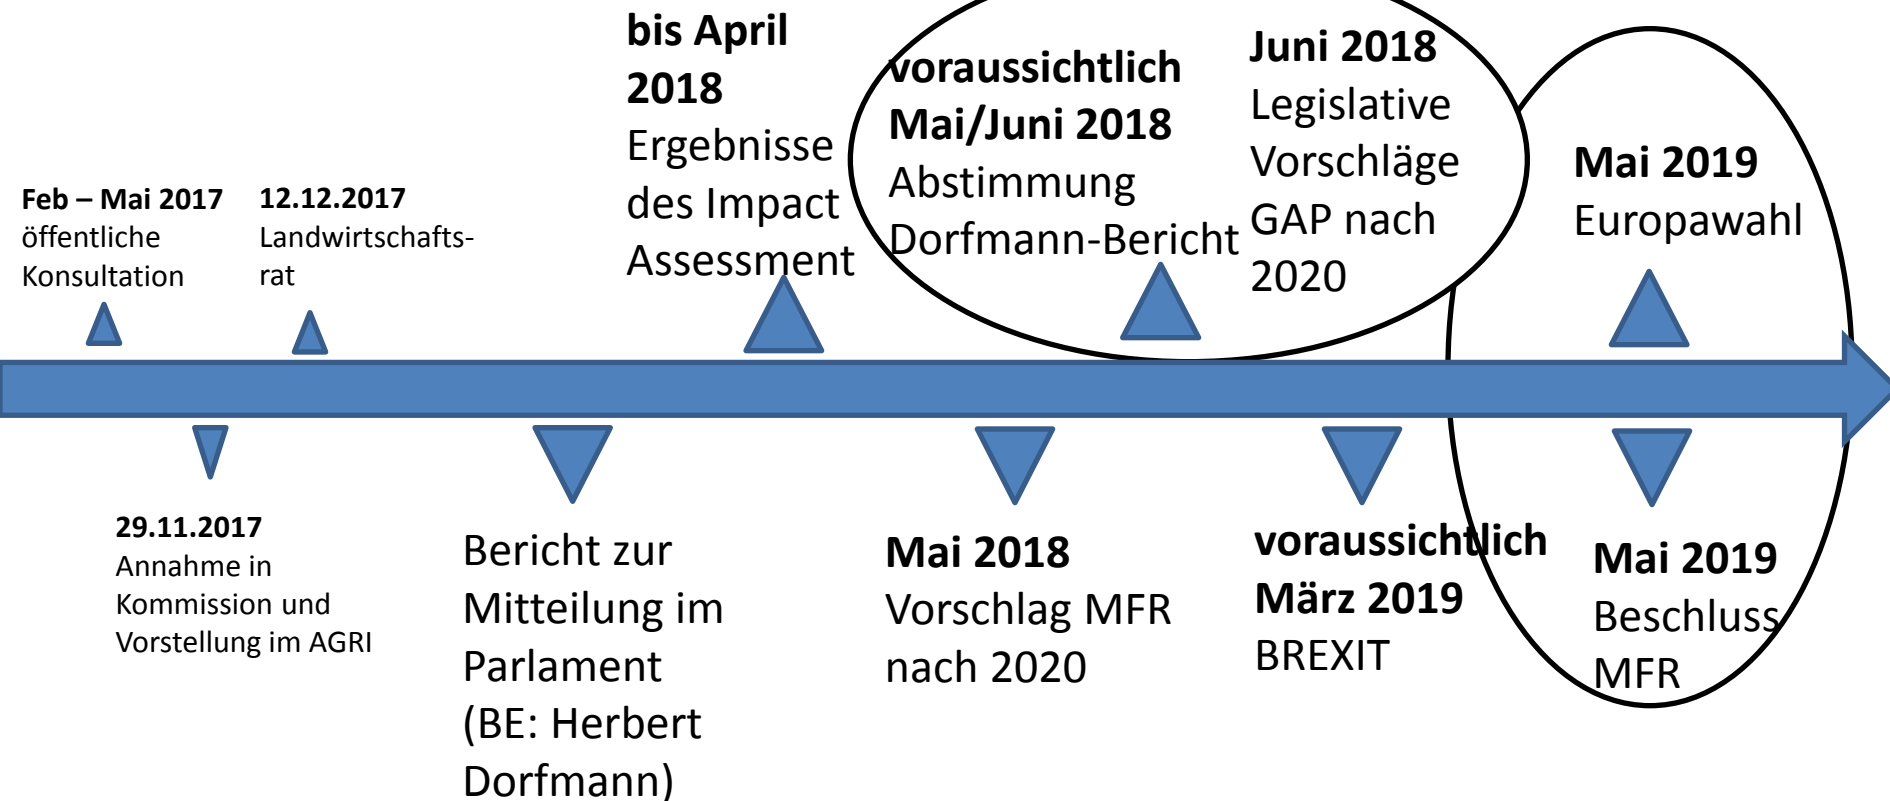 Feb – Mai 2017
öffentliche
Konsultation
12.12.2017
Landwirtschafts-
rat
bis April
2018
Ergebnisse
des Impact
Assessment
voraussichtlich
Mai/Juni 2018
Abstimmung
Dorfmann-Bericht
Juni 2018
Legislative
Vorschläge
GAP nach
2020
Mai 2019
Europawahl
29.11.2017
Annahme in
Kommission und
Vorstellung im AGRI
Bericht zur
Mitteilung im
Parlament
(BE: Herbert
Dorfmann)
Mai 2018
Vorschlag MFR
nach 2020
voraussichtlich
März 2019
BREXIT
Mai 2019
Beschluss
MFR